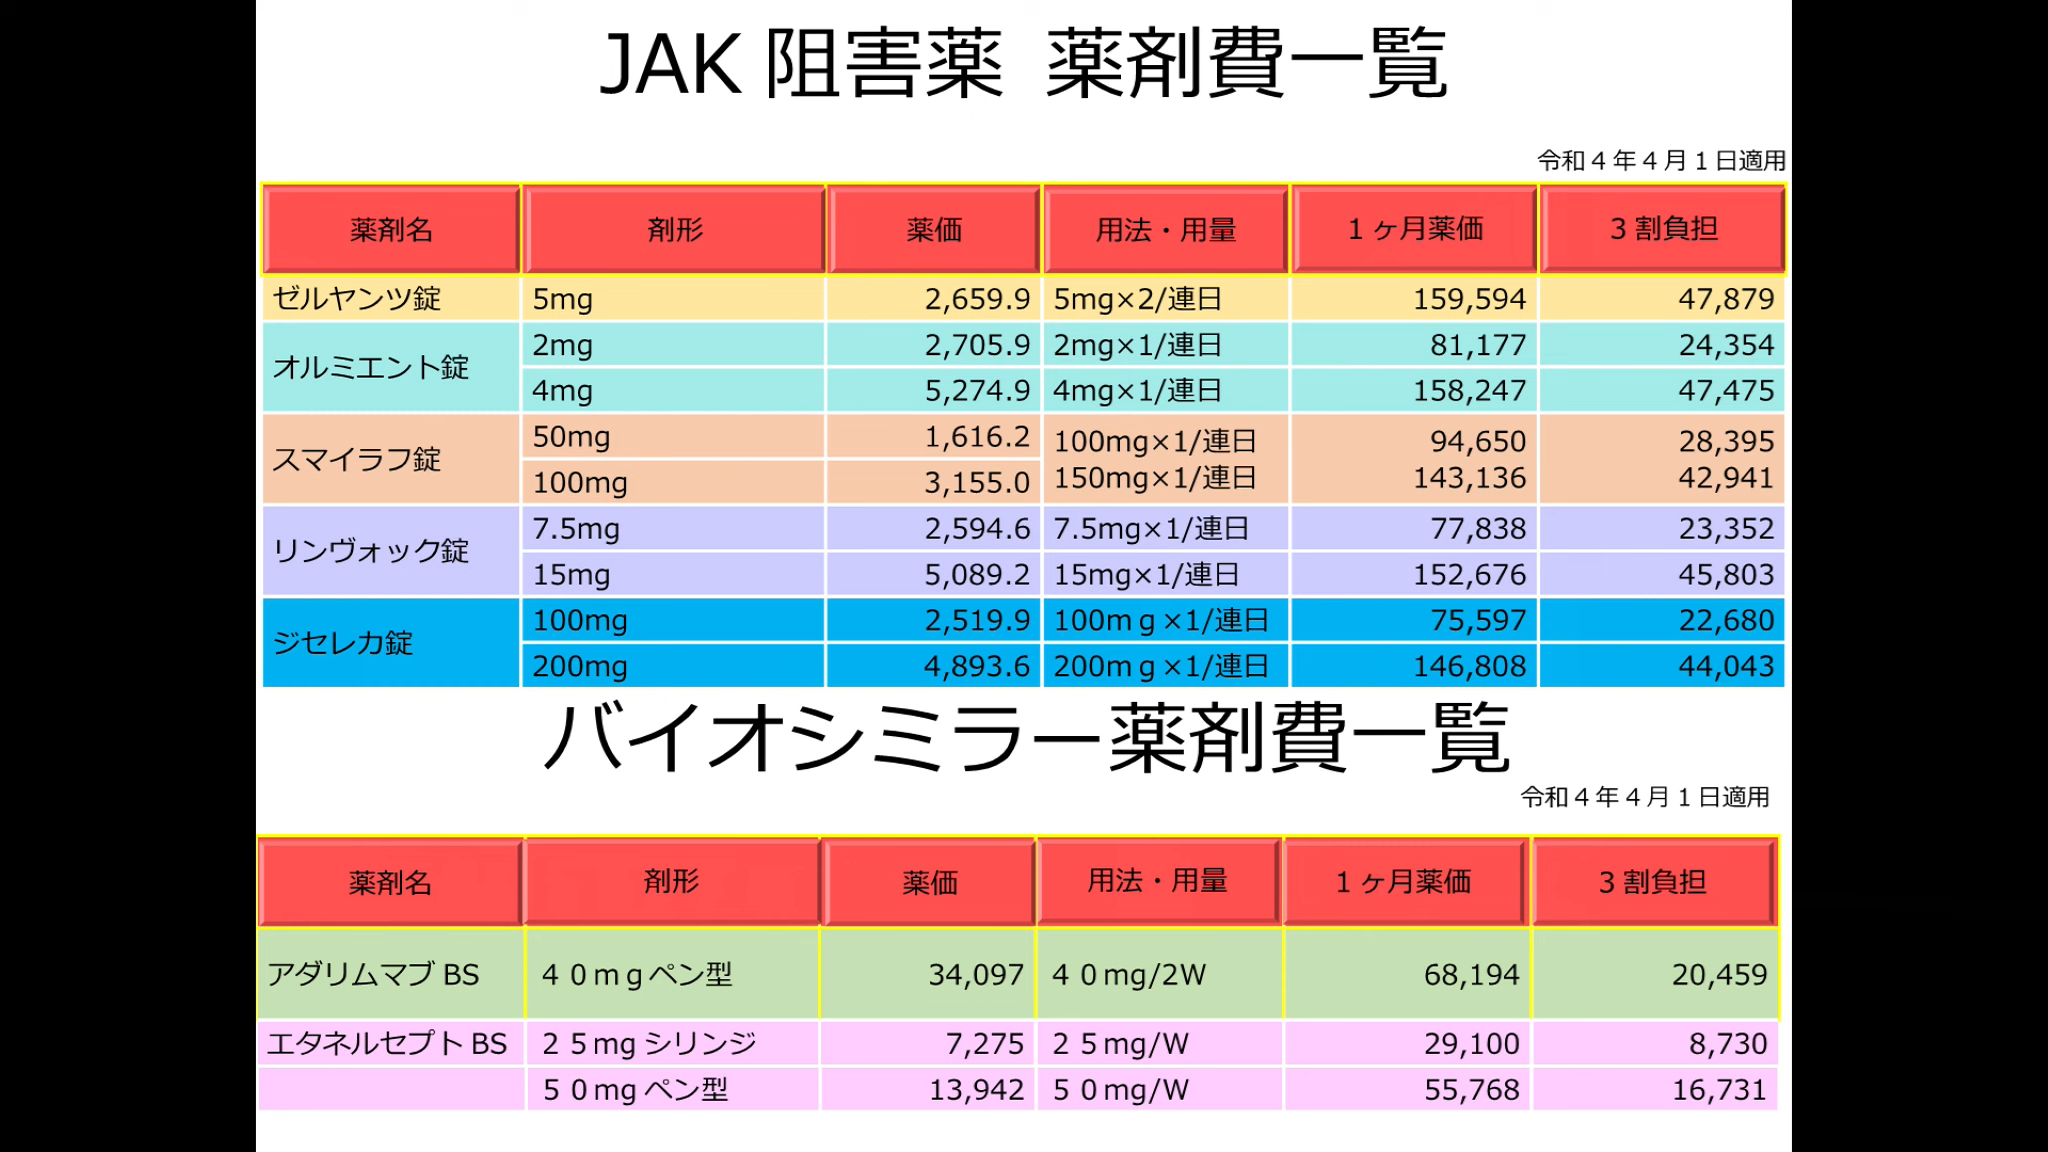 JAK 阻害薬 薬剤費一覧
令和４年４月１日適用
薬剤名 剤形 薬価 用法・用量 １ヶ月薬価 ３割負担
ゼルヤンツ錠 5mg 2,659.9 5mg×2/連日 159,594 47,879
オルミエント錠 2mg 2,705.9 2mg×1/連日 81,177 24,354
4mg 5,274.9 4mg×1/連日 158,247 47,475
スマイラフ錠 50mg 1,616.2 100mg×1/連日 94,650 28,395
100mg 3,155.0 150mg×1/連日 143,136 42,941
リンヴォック錠 7.5mg 2,594.6 7.5mg×1/連日 77,838 23,352
15mg 5,089.2 15mg×1/連日 152,676 45,803
ジセレカ錠 100mg 2,519.9 100mｇ×1/連日 75,597 22,680
200mg 4,893.6 200mｇ×1/連日 146,808 44,043
バイオシミラー薬剤費一覧
令和４年４月１日適用
薬剤名 剤形 薬価 用法・用量 １ヶ月薬価 ３割負担
アダリムマブ BS ４０ｍｇペン型 34,097 ４０mg/2W 68,194 20,459
エタネルセプト BS ２５mg シリンジ 7,275 ２５mg/W 29,100 8,730
５０mg ペン型 13,942 ５０mg/W 55,768 16,731